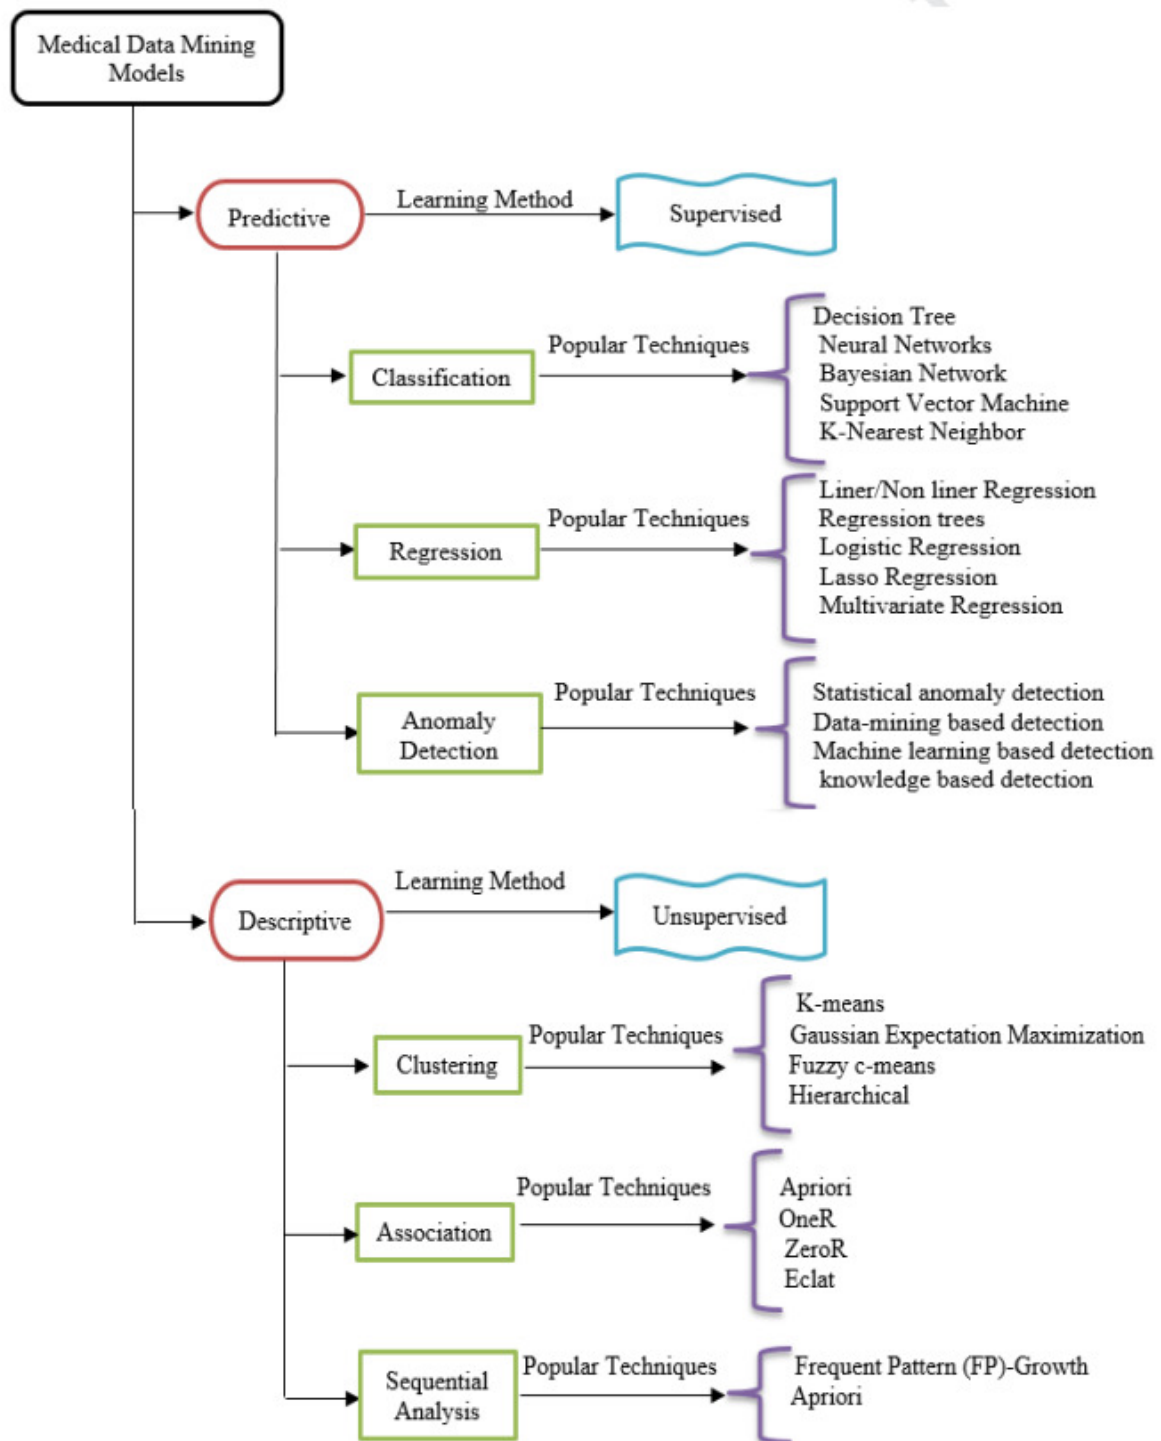 Medical Data Mining
Models
Predictive
Learning Method
Supervised
Classification
Popular Techniques
Decision Tree
Neural Networks
Bayesian Network
Support Vector Machine
K-Nearest Neighbor
Regression
Popular Techniques
Liner/Non liner Regression
Regression trees
Logistic Regression
Lasso Regression
Multivariate Regression
Anomaly
Detection
Popular Techniques
Statistical anomaly detection
Data-mining based detection
Machine learning based detection
knowledge based detection
Descriptive
Learning Method
Unsupervised
Clustering
Popular Techniques
K-means
Gaussian Expectation Maximization
Fuzzy c-means
Hierarchical
Association
Popular Techniques
Apriori
OneR
ZeroR
Eclat
Sequential
Analysis
Popular Techniques
Frequent Pattern (FP)-Growth
Apriori